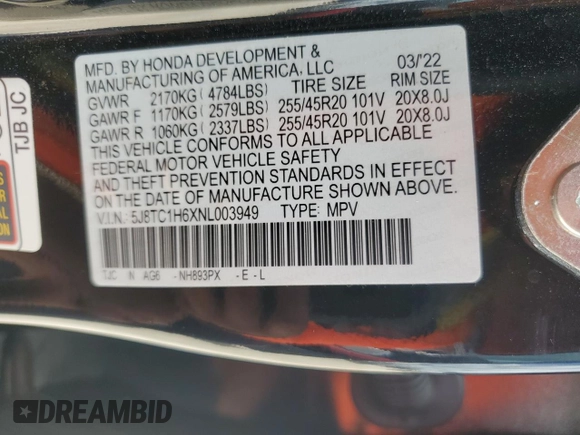 MFD. BY HONDA DEVELOPMENT &
MANUFACTURING OF AMERICA, LLC 03/'22
GVWR 2170KG ( 4784LBS) TIRE SIZE RIM SIZE
GAWR F 1170KG ( 2579LBS) 255/45R20 101V 20X8.0J
GAWR R 1060KG ( 2337LBS) 255/45R20 101V 20X8.0J
THIS VEHICLE CONFORMS TO ALL APPLICABLE
FEDERAL MOTOR VEHICLE SAFETY
AND THEFT PREVENTION STANDARDS IN EFFECT
ON THE DATE OF MANUFACTURE SHOWN ABOVE.
V.I.N.: 5J8TC1H6XNL003949 TYPE: MPV
TJC IN AG6 -NH893PX -E-L
TJB JC
DREAMBID